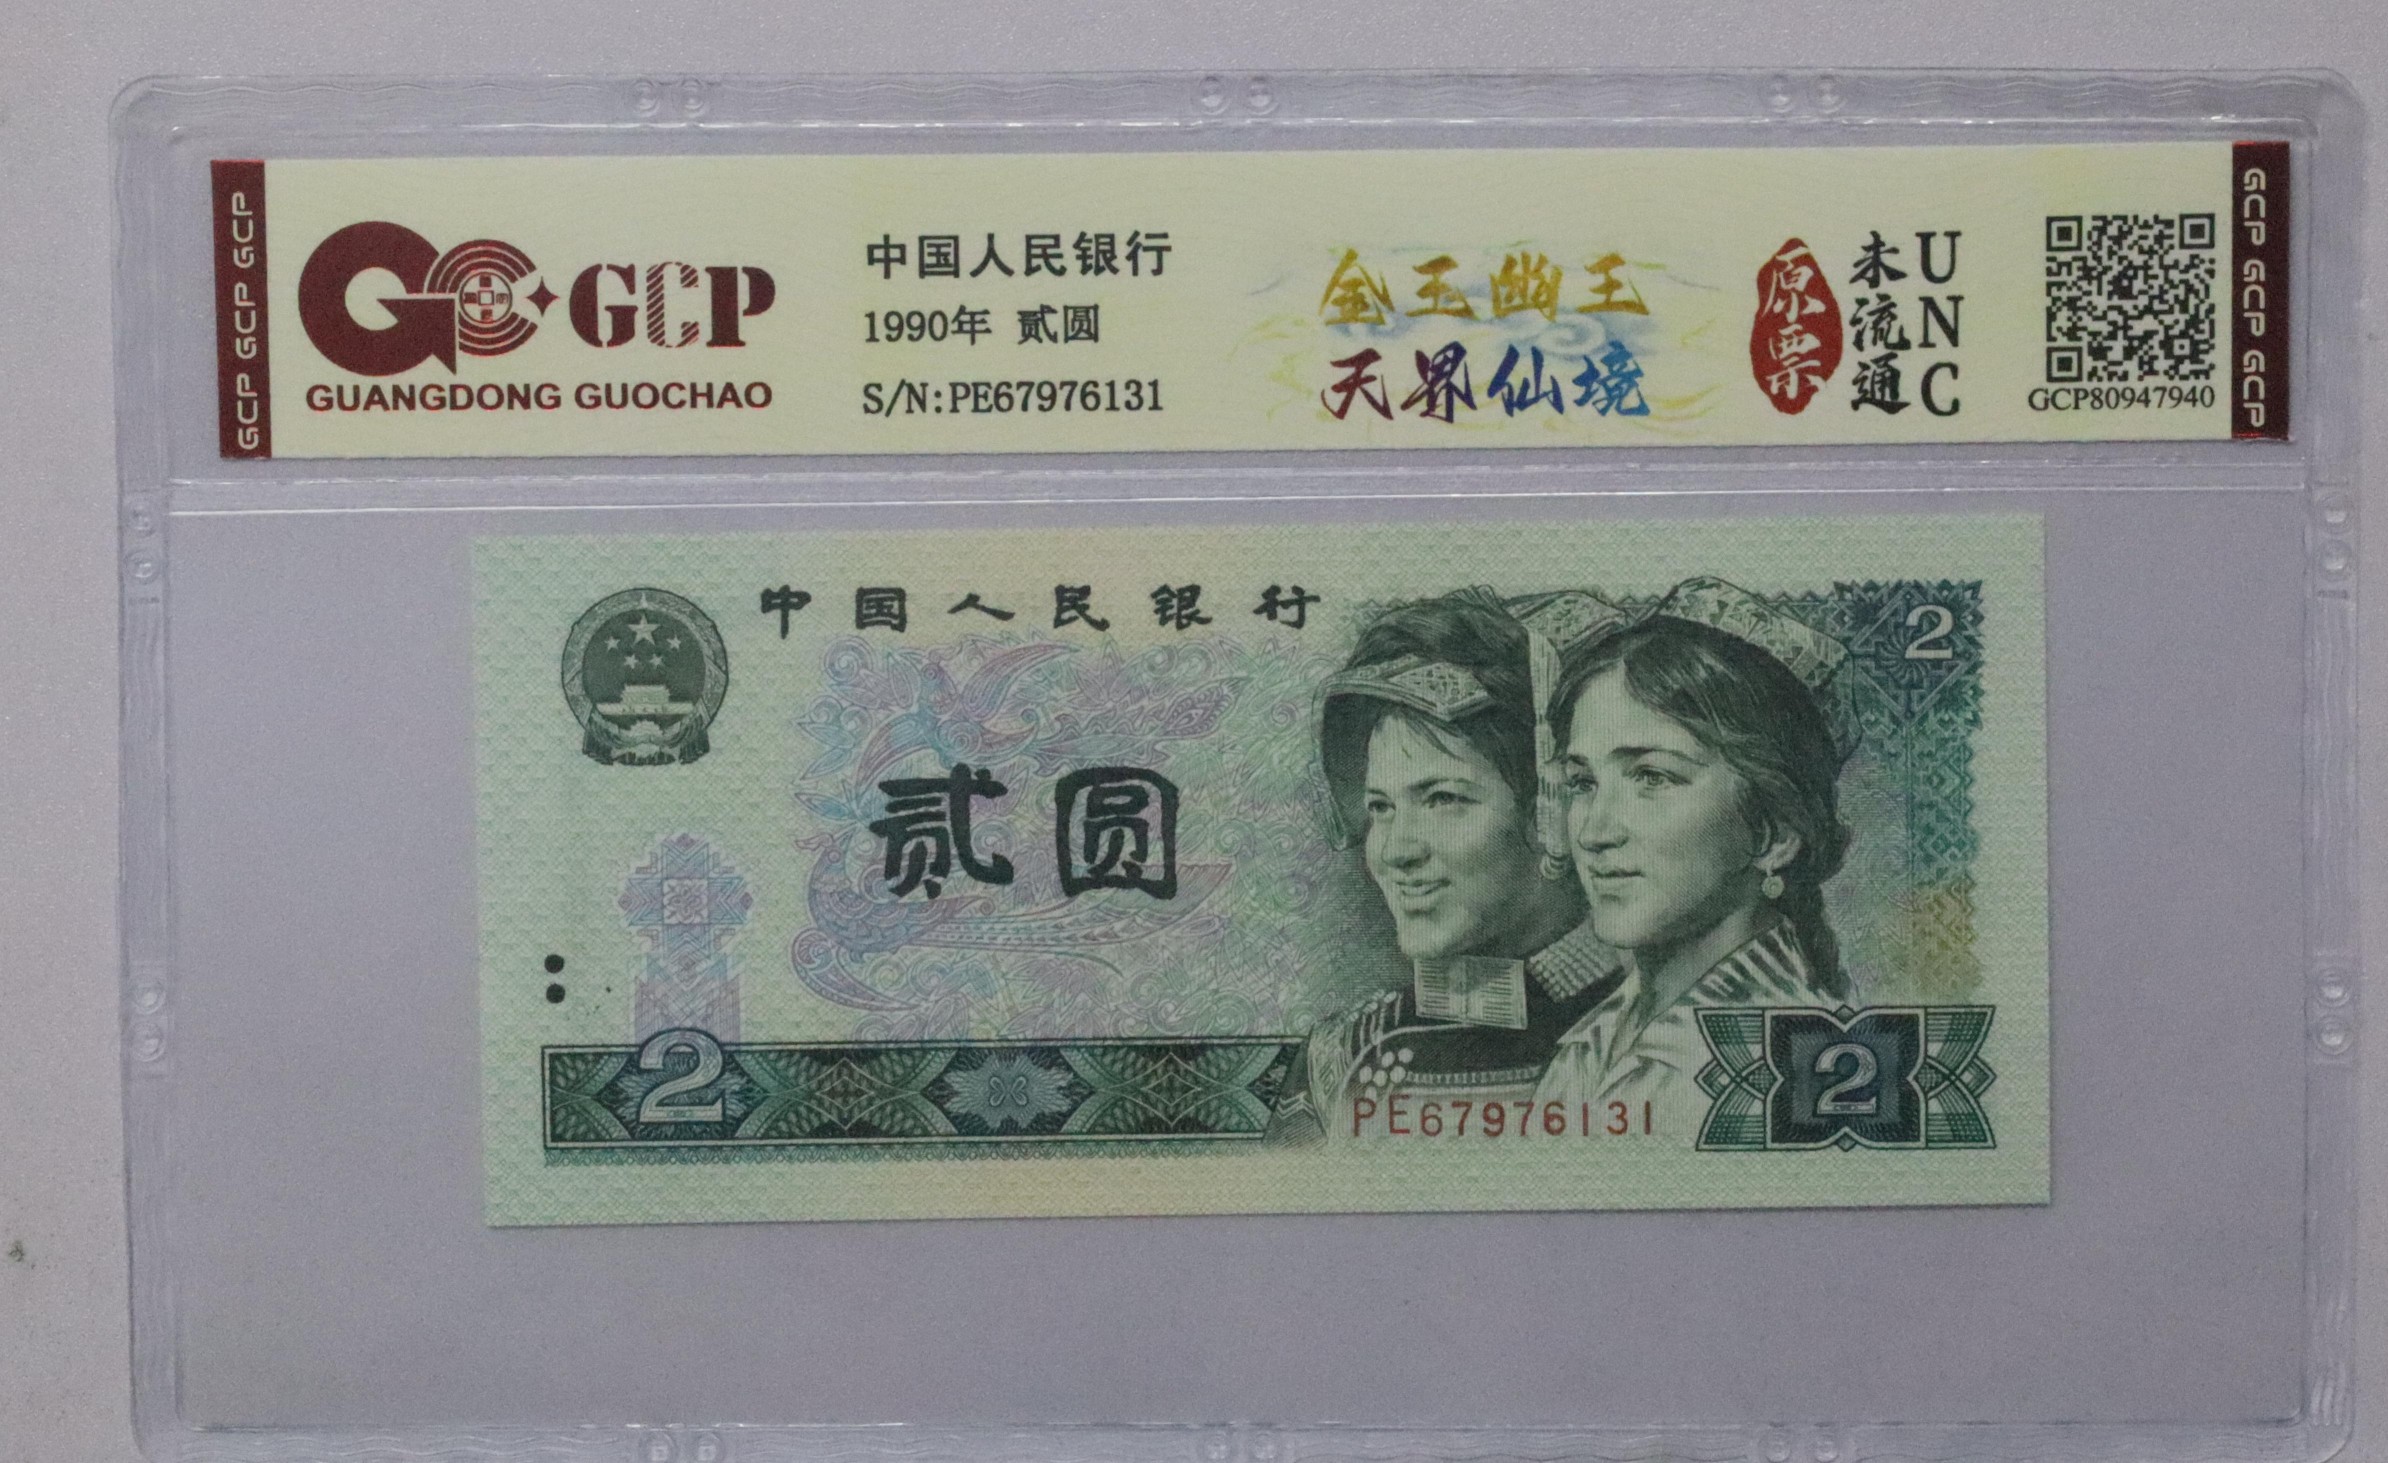 GCP GCP GCP
GCP
GUANGDONG GUOCHAO
中国人民银行
1990年 贰圆
S/N:PE67976131
金玉幽王
天界仙境
原票
未流通
UNC
GCP80947940
GCP GCP GCP
中国人民银行
2
贰圆
2
PE67976131
2